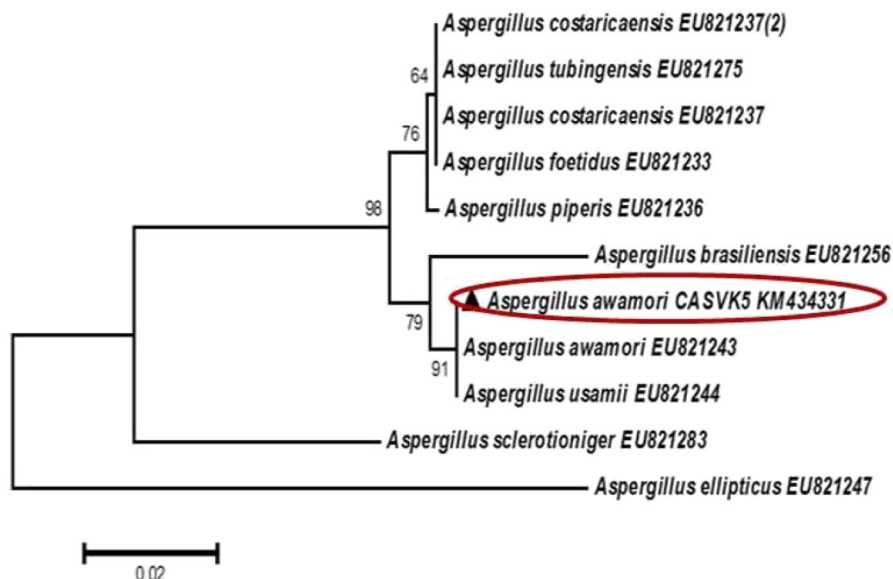 Aspergillus costaricaensis EU821237(2)
64
Aspergillus tubingensis EU821275
Aspergillus costaricaensis EU821237
76
Aspergillus foetidus EU821233
98
Aspergillus piperis EU821236
Aspergillus brasiliensis EU821256
Aspergillus awamori CASVK5 KM434331
79
Aspergillus awamori EU821243
91
Aspergillus usamii EU821244
Aspergillus sclerotioniger EU821283
Aspergillus ellipticus EU821247
0.02